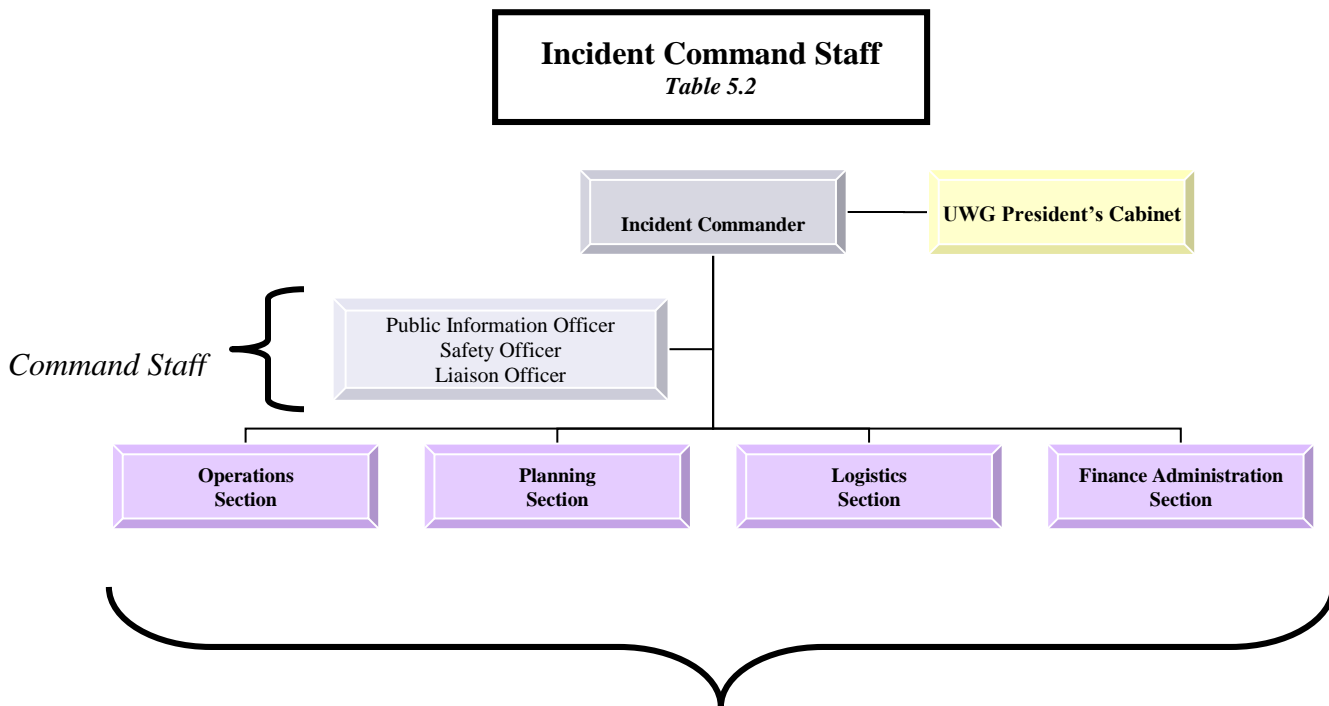 Incident Command Staff
Table 5.2
Incident Commander
UWG President’s Cabinet
Command Staff
Public Information Officer
Safety Officer
Liaison Officer
Operations
Section
Planning
Section
Logistics
Section
Finance Administration
Section